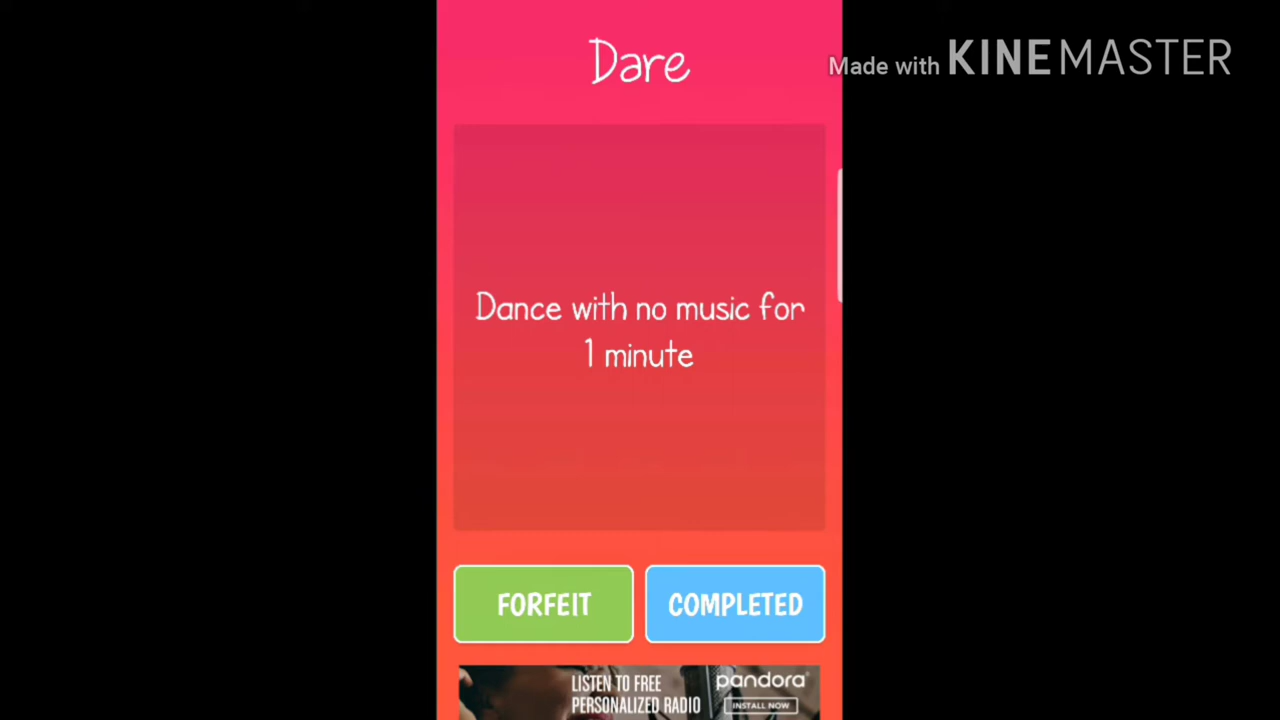 Dare
Made with KINEMASTER
Dance with no music for
1 minute
FORFEIT
COMPLETED
LISTEN TO FREE
PERSONALIZED RADIO
pandora
INSTALL NOW